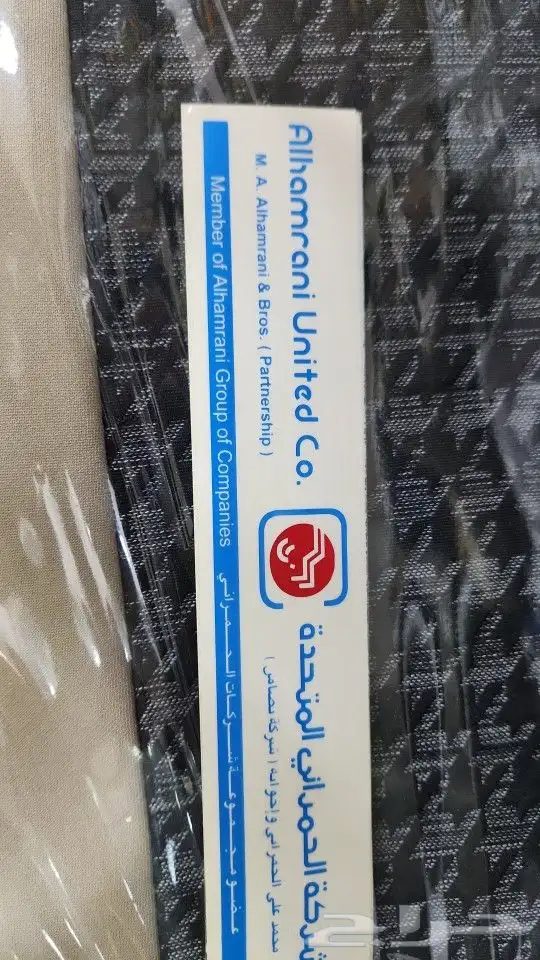 Alhamrani United Co.
M. A. Alhamrani & Bros. ( Partnership )
Member of Alhamrani Group of Companies
شركة الحمراني المتحدة
محمد علي الحمراني وإخوانه ( شركة تضامن )
عضو مجموعة شركات الحمراني
حراج